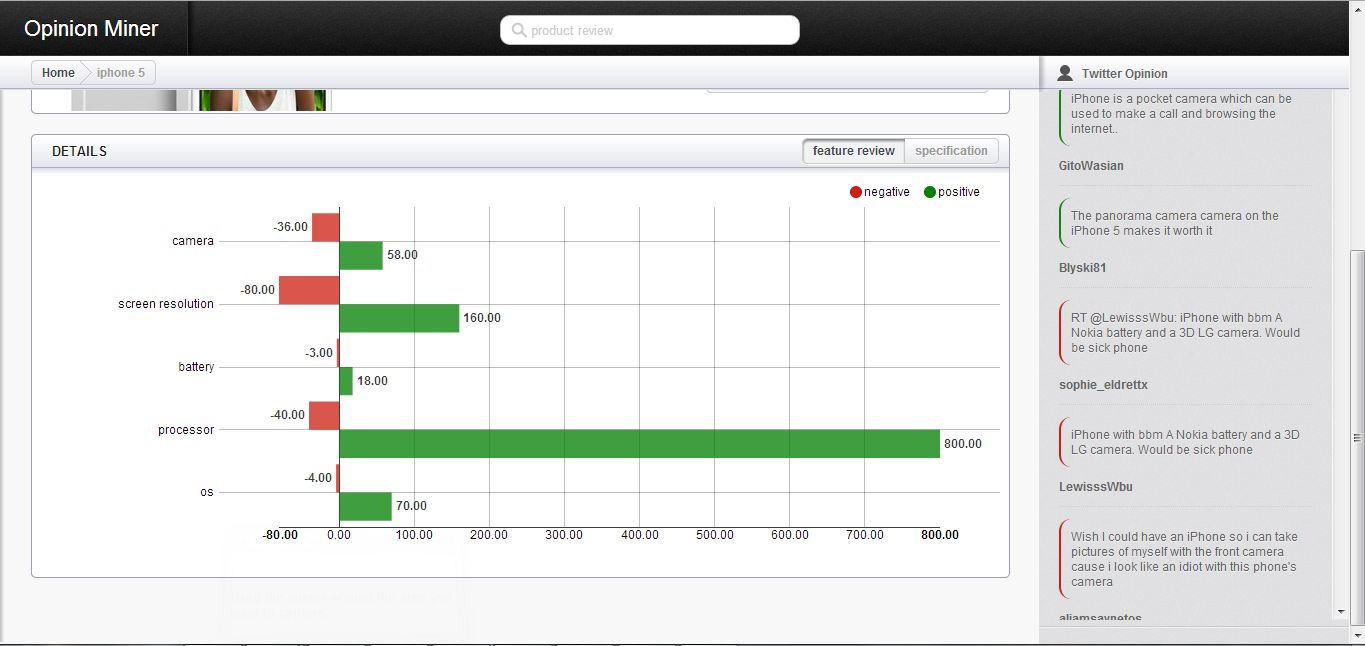 Opinion Miner
product review
Home
iphone 5
DETAILS
feature review
specification
negative
positive
camera
-36.00
58.00
screen resolution
-80.00
160.00
battery
-3.00
18.00
processor
-40.00
800.00
os
-4.00
70.00
-80.00
0.00
100.00
200.00
300.00
400.00
500.00
600.00
700.00
800.00
Twitter Opinion
iPhone is a pocket camera which can be
used to make a call and browsing the
internet..
GitoWasian
The panorama camera camera on the
iPhone 5 makes it worth it
Blyski81
RT @LewisssWbu: iPhone with bbm A
Nokia battery and a 3D LG camera. Would
be sick phone
sophie_eldrettx
iPhone with bbm A Nokia battery and a 3D
LG camera. Would be sick phone
LewisssWbu
Wish I could have an iPhone so i can take
pictures of myself with the front camera
cause i look like an idiot with this phone's
camera